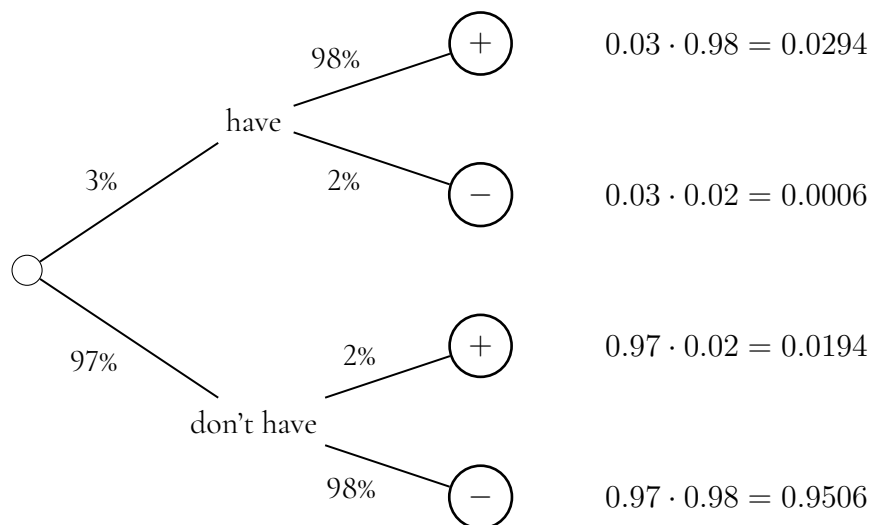 98%
+
0.03 · 0.98 = 0.0294
have
3%
2%
−
0.03 · 0.02 = 0.0006
97%
2%
+
0.97 · 0.02 = 0.0194
don't have
98%
−
0.97 · 0.98 = 0.9506